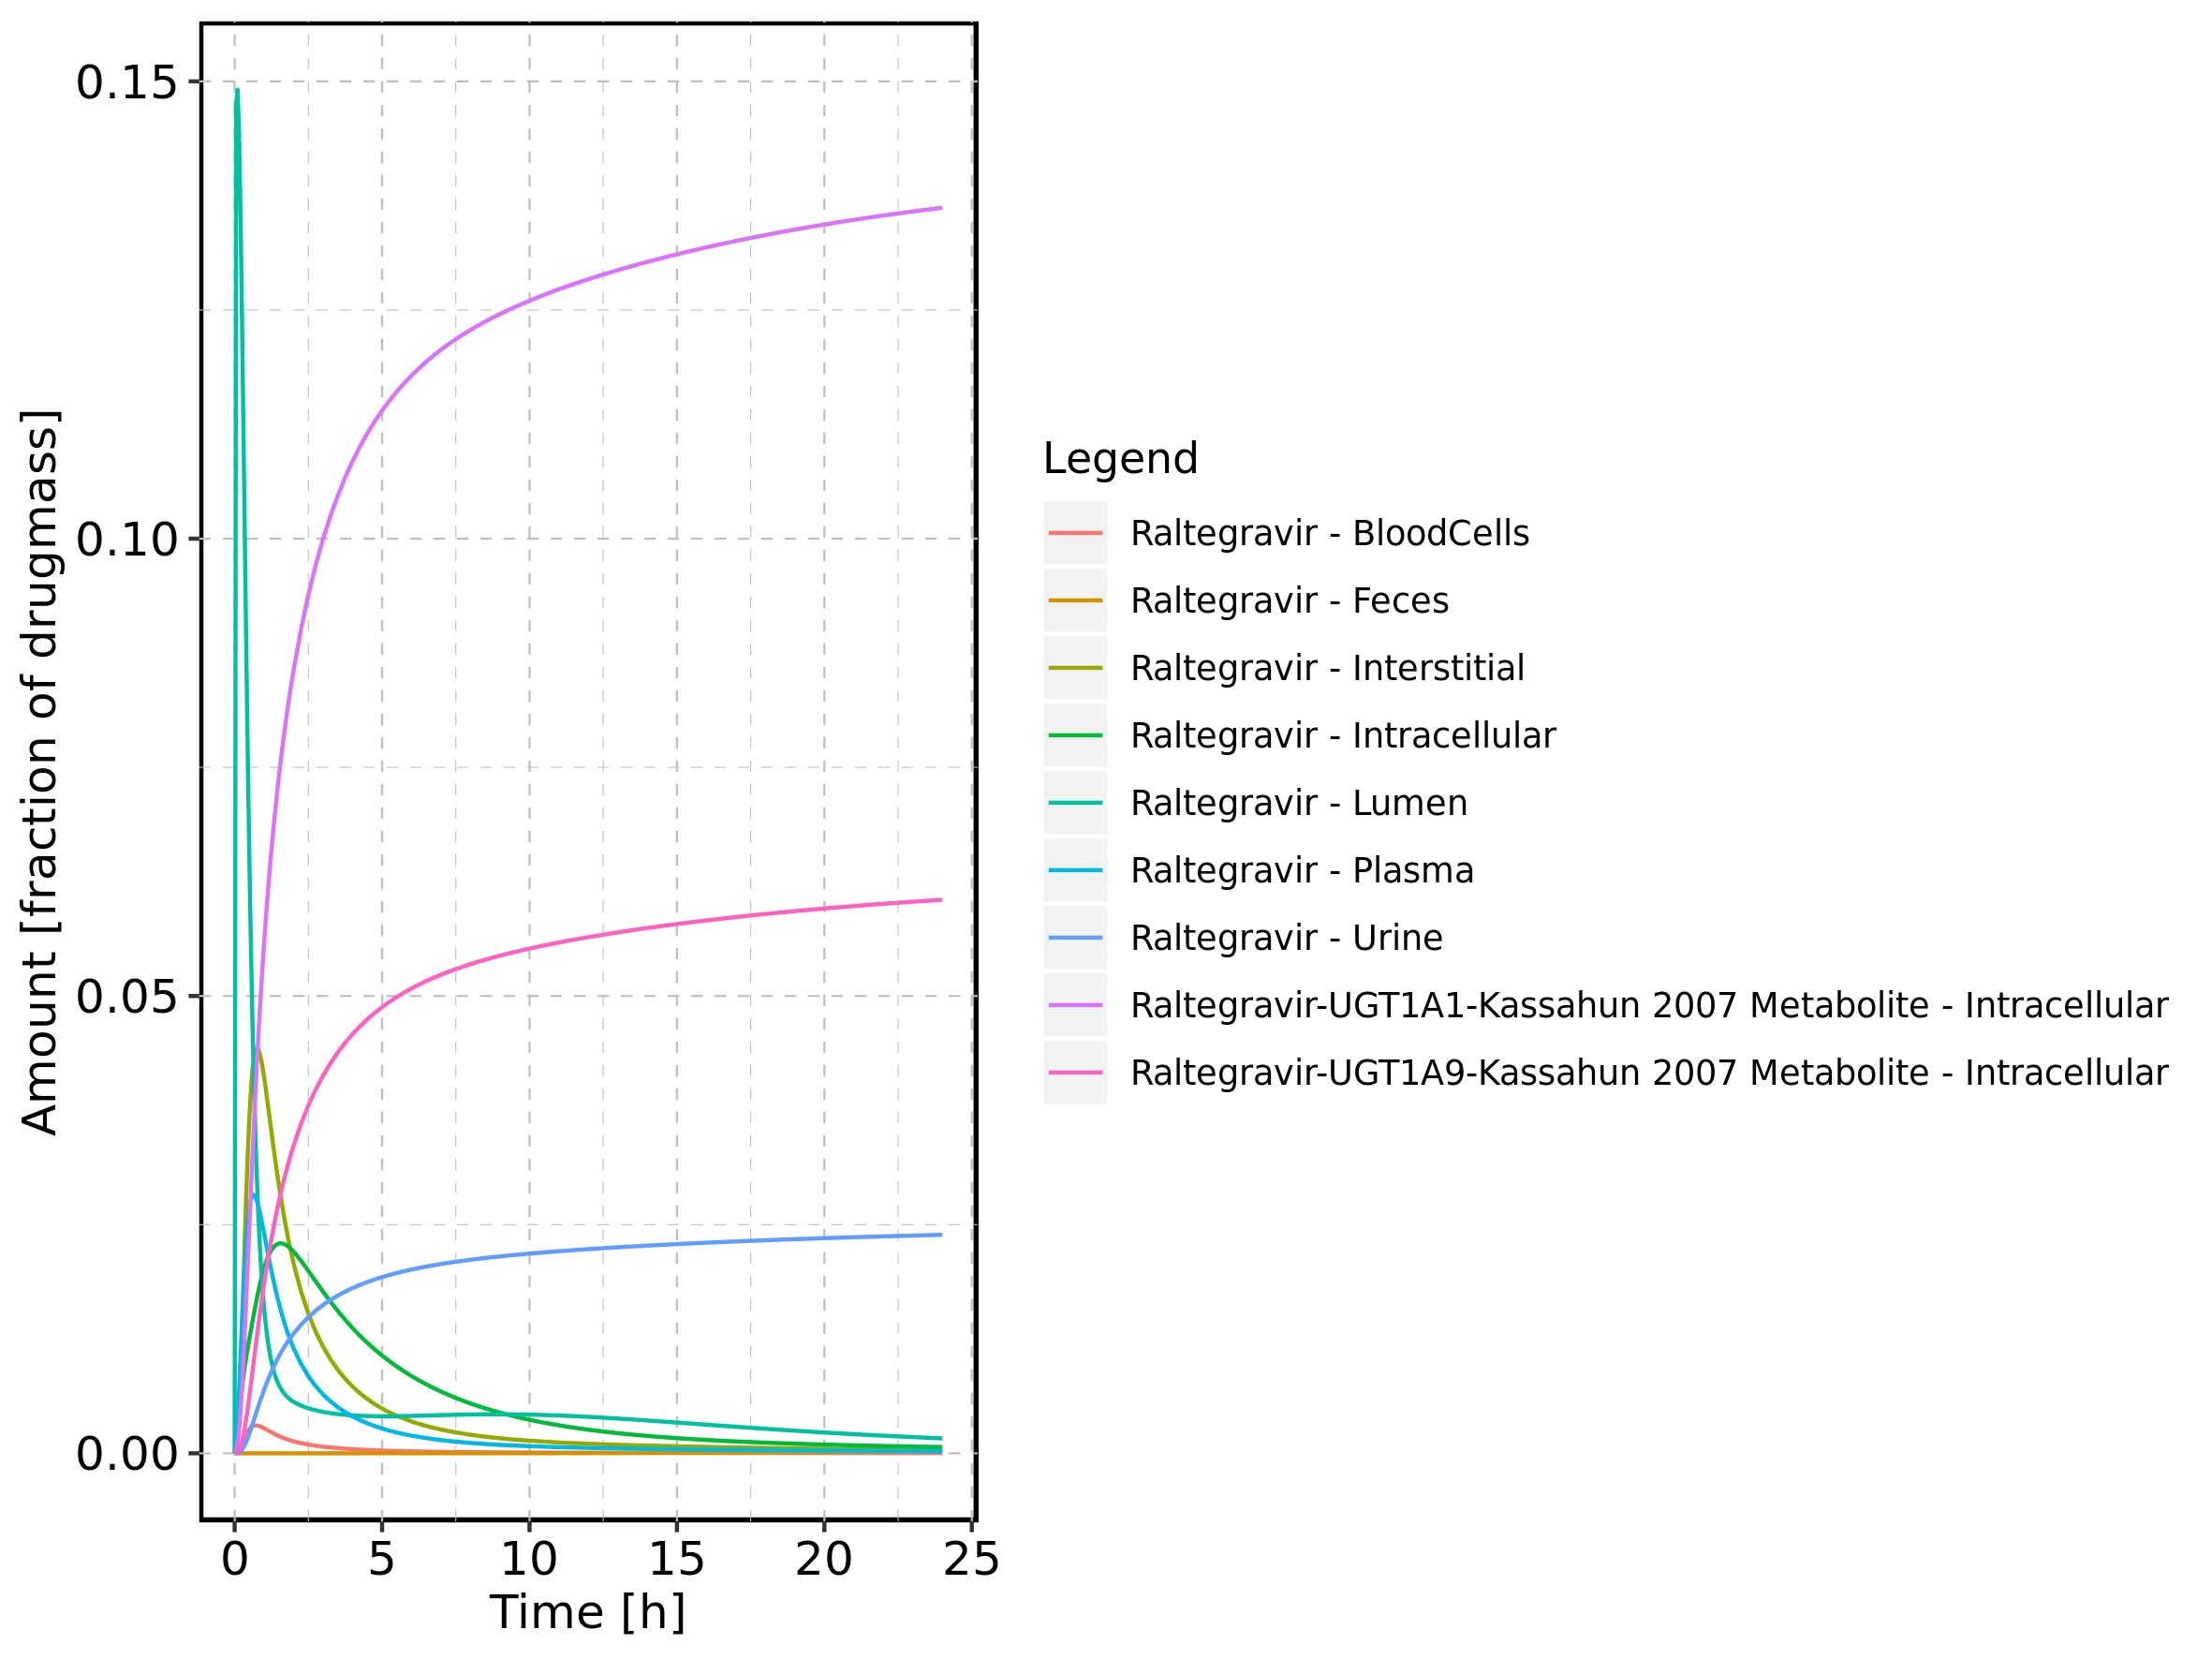 Amount [fraction of drugmass]
0.15
0.10
0.05
0.00
0 5 10 15 20 25
Time [h]
Legend
Raltegravir - BloodCells
Raltegravir - Feces
Raltegravir - Interstitial
Raltegravir - Intracellular
Raltegravir - Lumen
Raltegravir - Plasma
Raltegravir - Urine
Raltegravir-UGT1A1-Kassahun 2007 Metabolite - Intracellular
Raltegravir-UGT1A9-Kassahun 2007 Metabolite - Intracellular